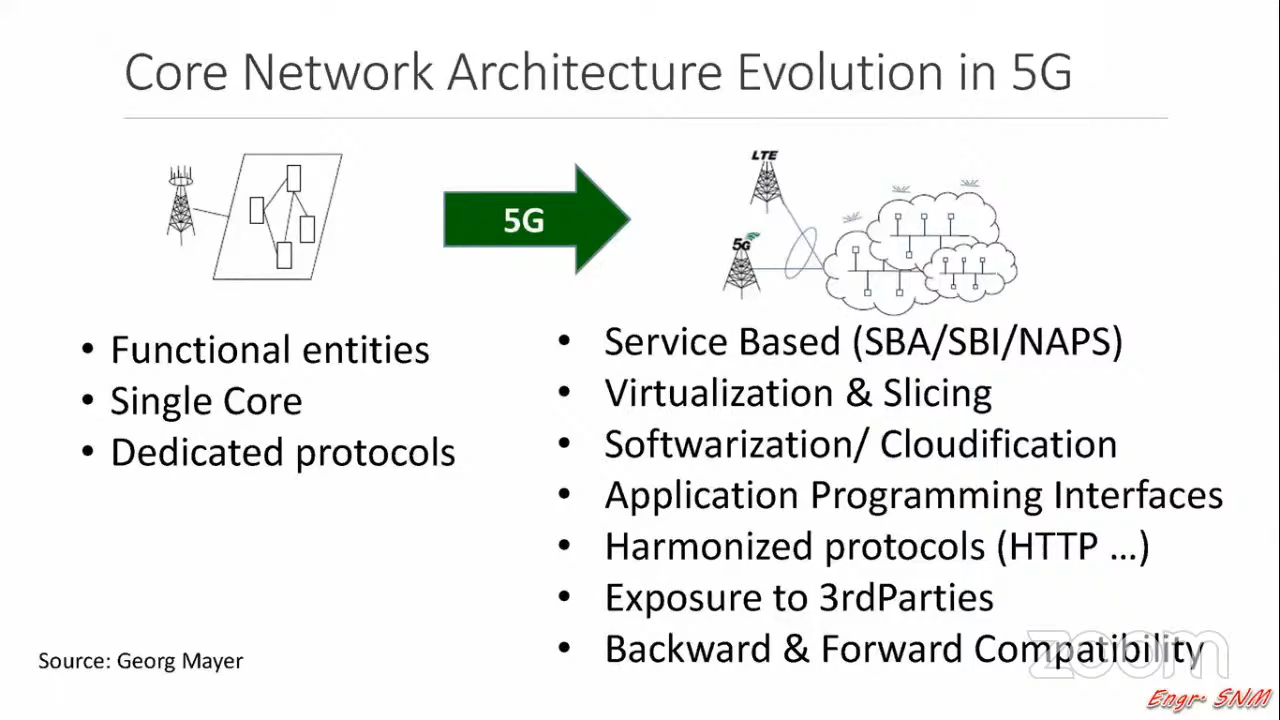 Core Network Architecture Evolution in 5G
5G
LTE
5G
• Functional entities
• Single Core
• Dedicated protocols
• Service Based (SBA/SBI/NAPS)
• Virtualization & Slicing
• Softwarization/ Cloudification
• Application Programming Interfaces
• Harmonized protocols (HTTP ...)
• Exposure to 3rdParties
• Backward & Forward Compatibility
Source: Georg Mayer
zoom
Engr. SNM